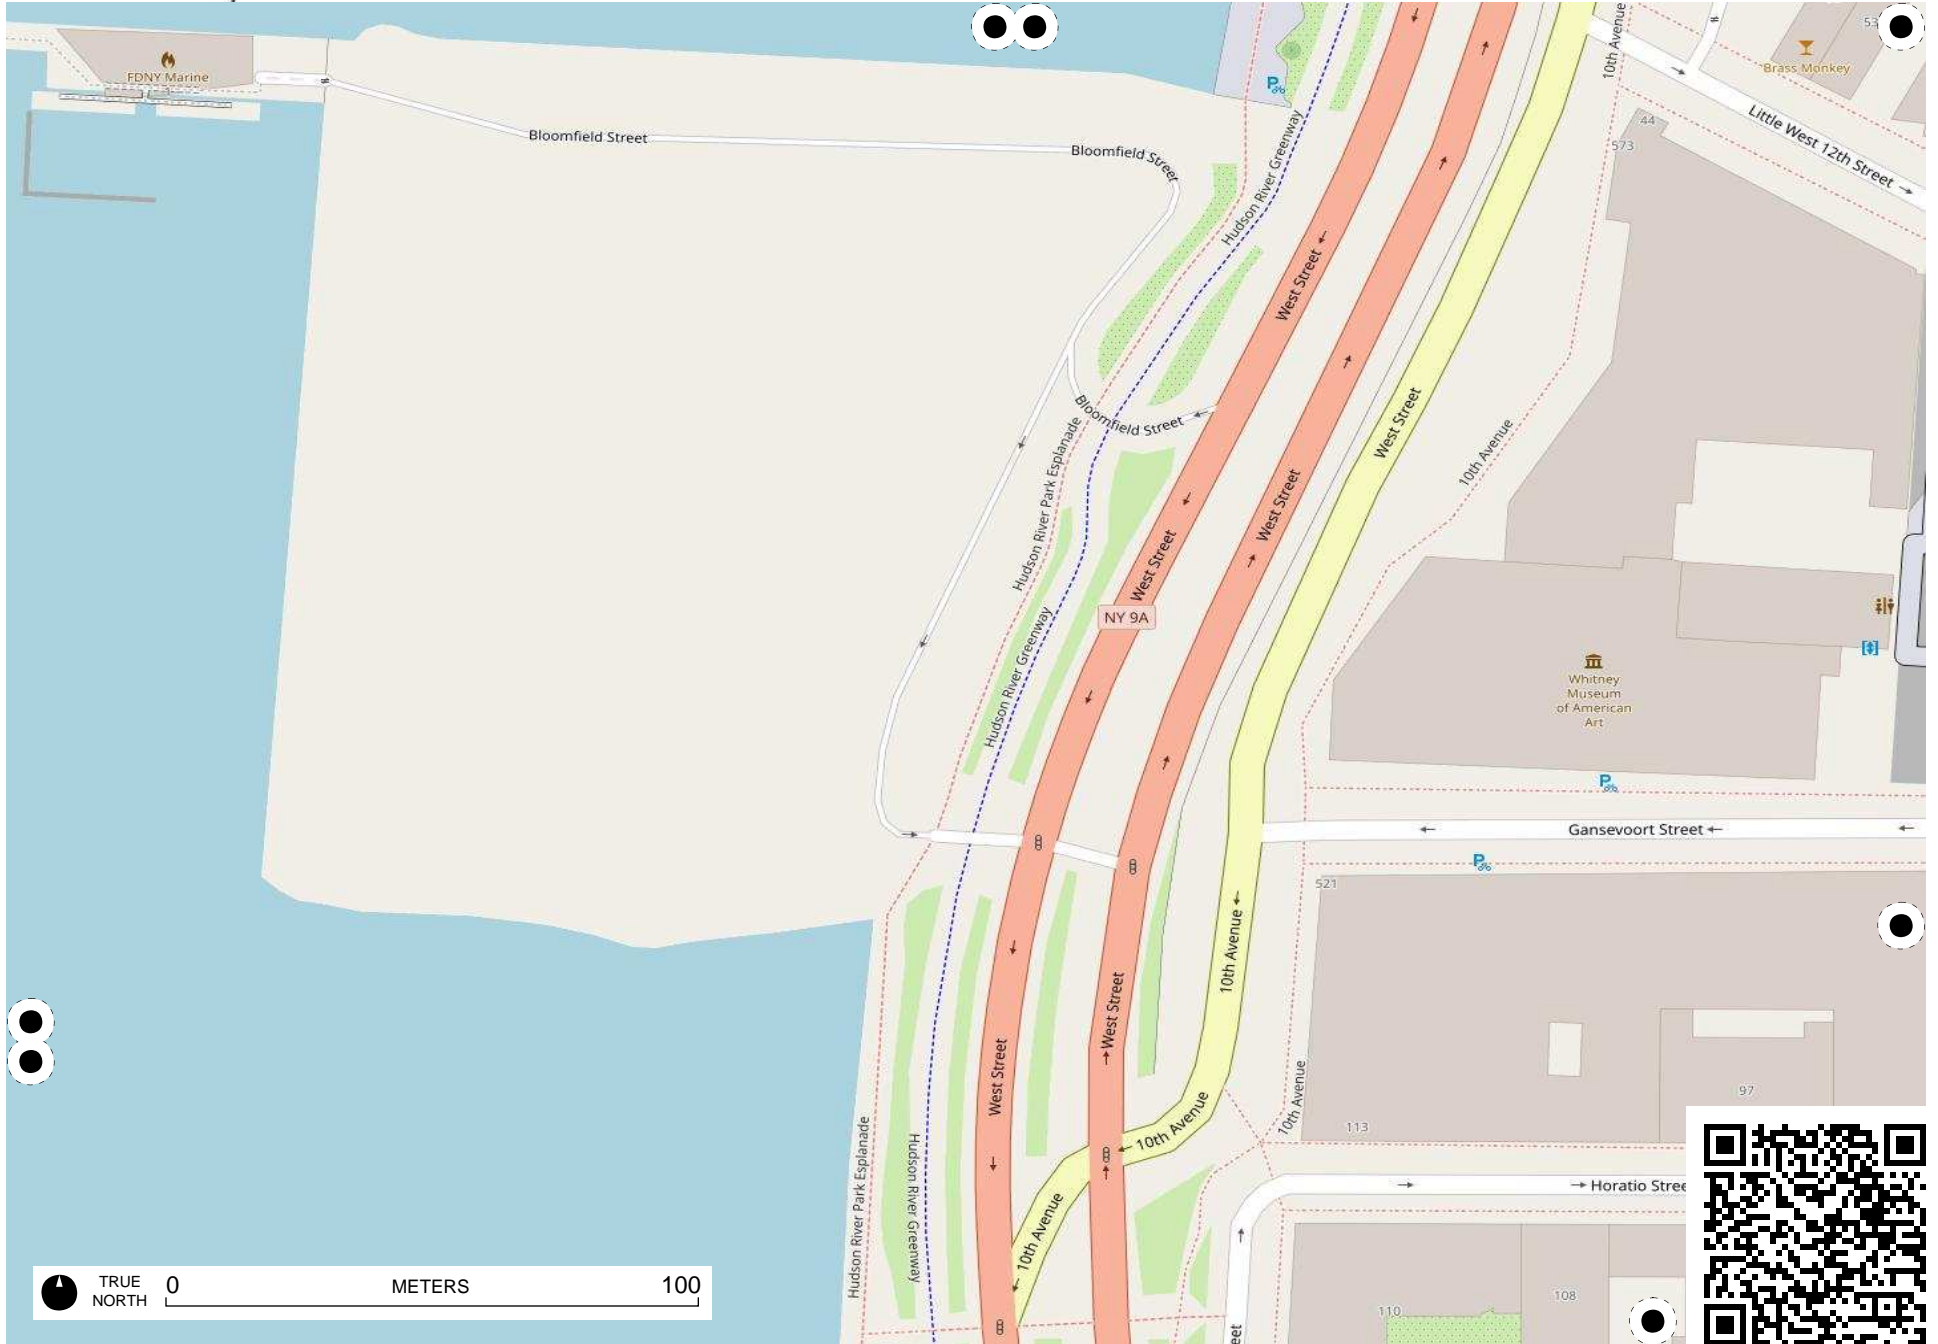 FDNY Marine
Bloomfield Street
Bloomfield Street
Hudson River Greenway
10th Avenue
Brass Monkey
53
Little West 12th Street
44
573
West Street
West Street
10th Avenue
Bloomfield Street
Hudson River Park Esplanade
West Street
West Street
NY 9A
Hudson River Greenway
Whitney
Museum
of American
Art
P
P
Gansevoort Street
P
521
10th Avenue
West Street
West Street
10th Avenue
10th Avenue
97
113
Hudson River Park Esplanade
Hudson River Greenway
10th Avenue
Horatio Stree
110
108
eet
TRUE
NORTH
0 METERS 100